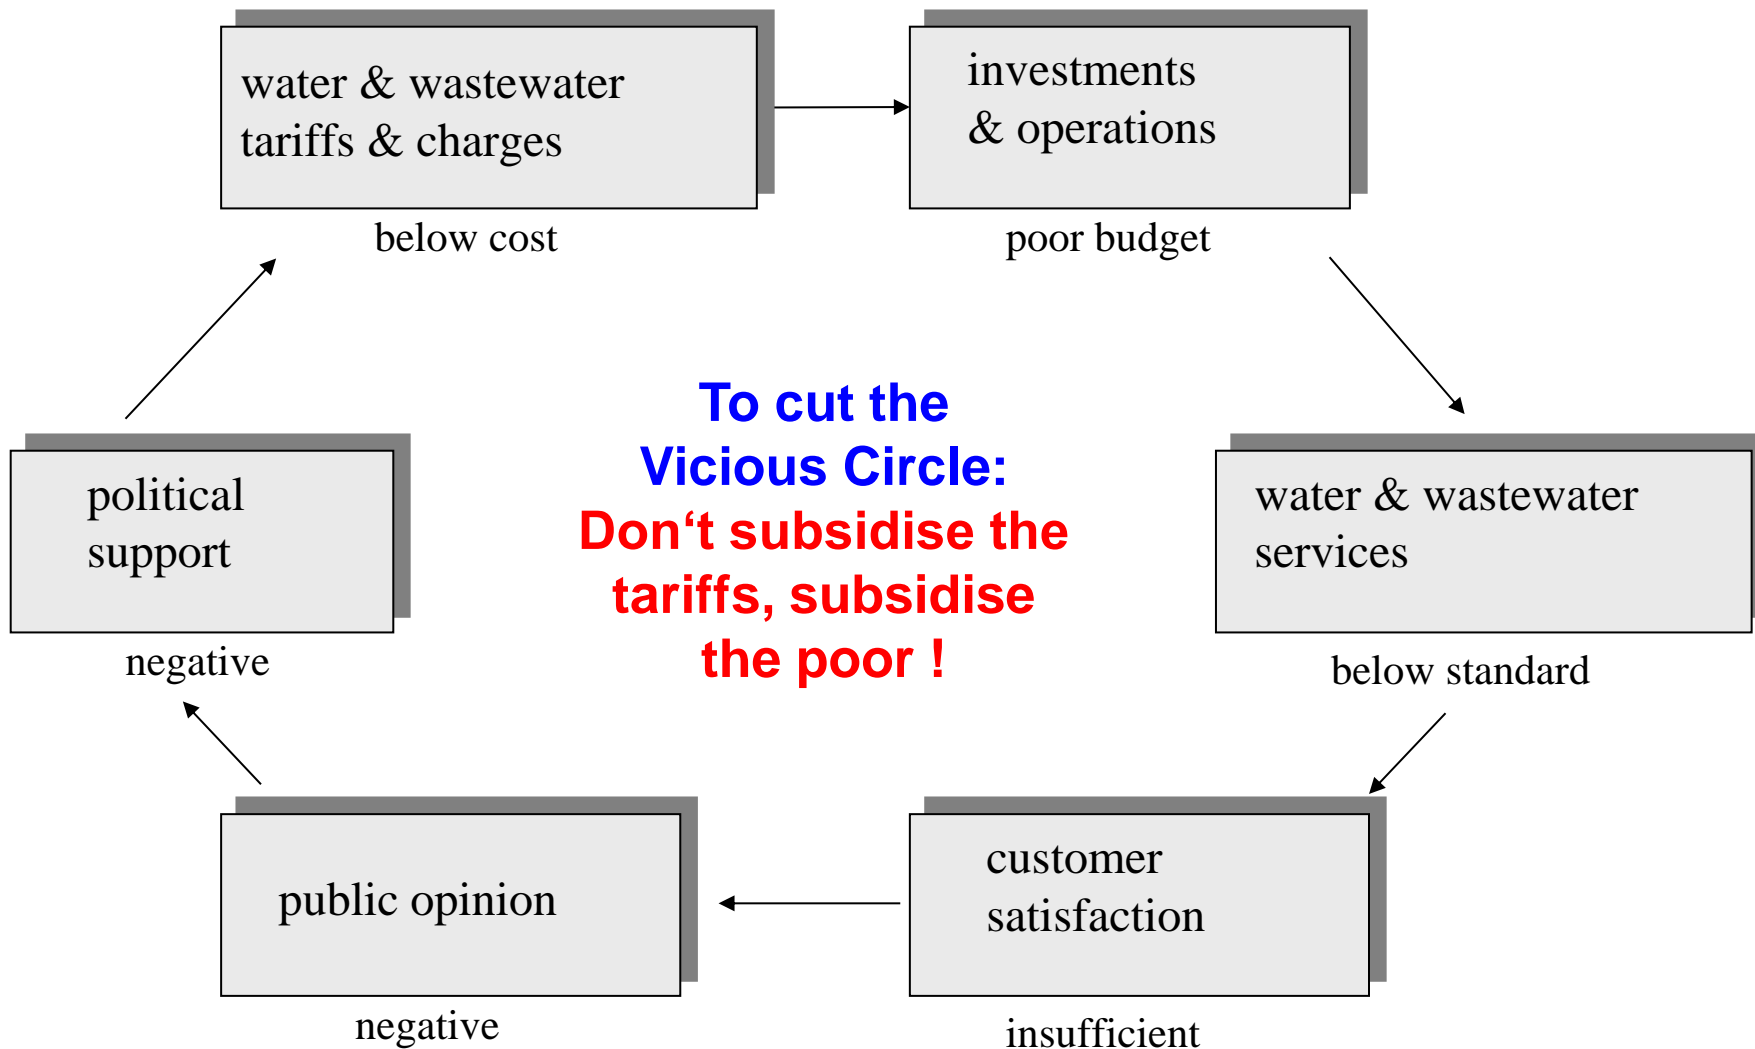 water & wastewater
tariffs & charges
below cost
investments
& operations
poor budget
political
support
negative
To cut the
Vicious Circle:
Don‘t subsidise the
tariffs, subsidise
the poor !
water & wastewater
services
below standard
public opinion
negative
customer
satisfaction
insufficient